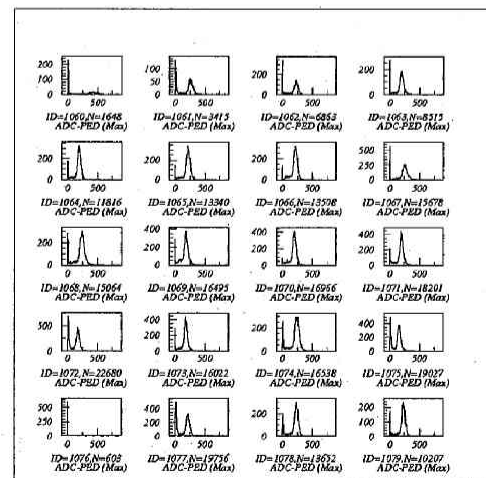 200
100
0
0 500
ID=1060,N=1648
ADC-PED (Max)
100
50
0
0 500
ID=1061,N=3415
ADC-PED (Max)
200
0
0 500
ID=1062,N=6863
ADC-PED (Max)
200
0
0 500
ID=1063,N=8515
ADC-PED (Max)
200
0
0 500
ID=1064,N=11816
ADC-PED (Max)
200
0
0 500
ID=1065,N=13340
ADC-PED (Max)
200
0
0 500
ID=1066,N=13508
ADC-PED (Max)
500
250
0
0 500
ID=1067,N=15678
ADC-PED (Max)
200
0
0 500
ID=1068,N=15064
ADC-PED (Max)
400
200
0
0 500
ID=1069,N=16495
ADC-PED (Max)
400
200
0
0 500
ID=1070,N=16966
ADC-PED (Max)
400
200
0
0 500
ID=1071,N=18201
ADC-PED (Max)
500
0
0 500
ID=1072,N=22680
ADC-PED (Max)
400
200
0
0 500
ID=1073,N=16022
ADC-PED (Max)
200
0
0 500
ID=1074,N=16538
ADC-PED (Max)
400
200
0
0 500
ID=1075,N=19027
ADC-PED (Max)
600
400
200
0
0 500
ID=1076,N=603
ADC-PED (Max)
400
200
0
0 500
ID=1077,N=19756
ADC-PED (Max)
200
0
0 500
ID=1078,N=13652
ADC-PED (Max)
200
100
0
0 500
ID=1079,N=10207
ADC-PED (Max)